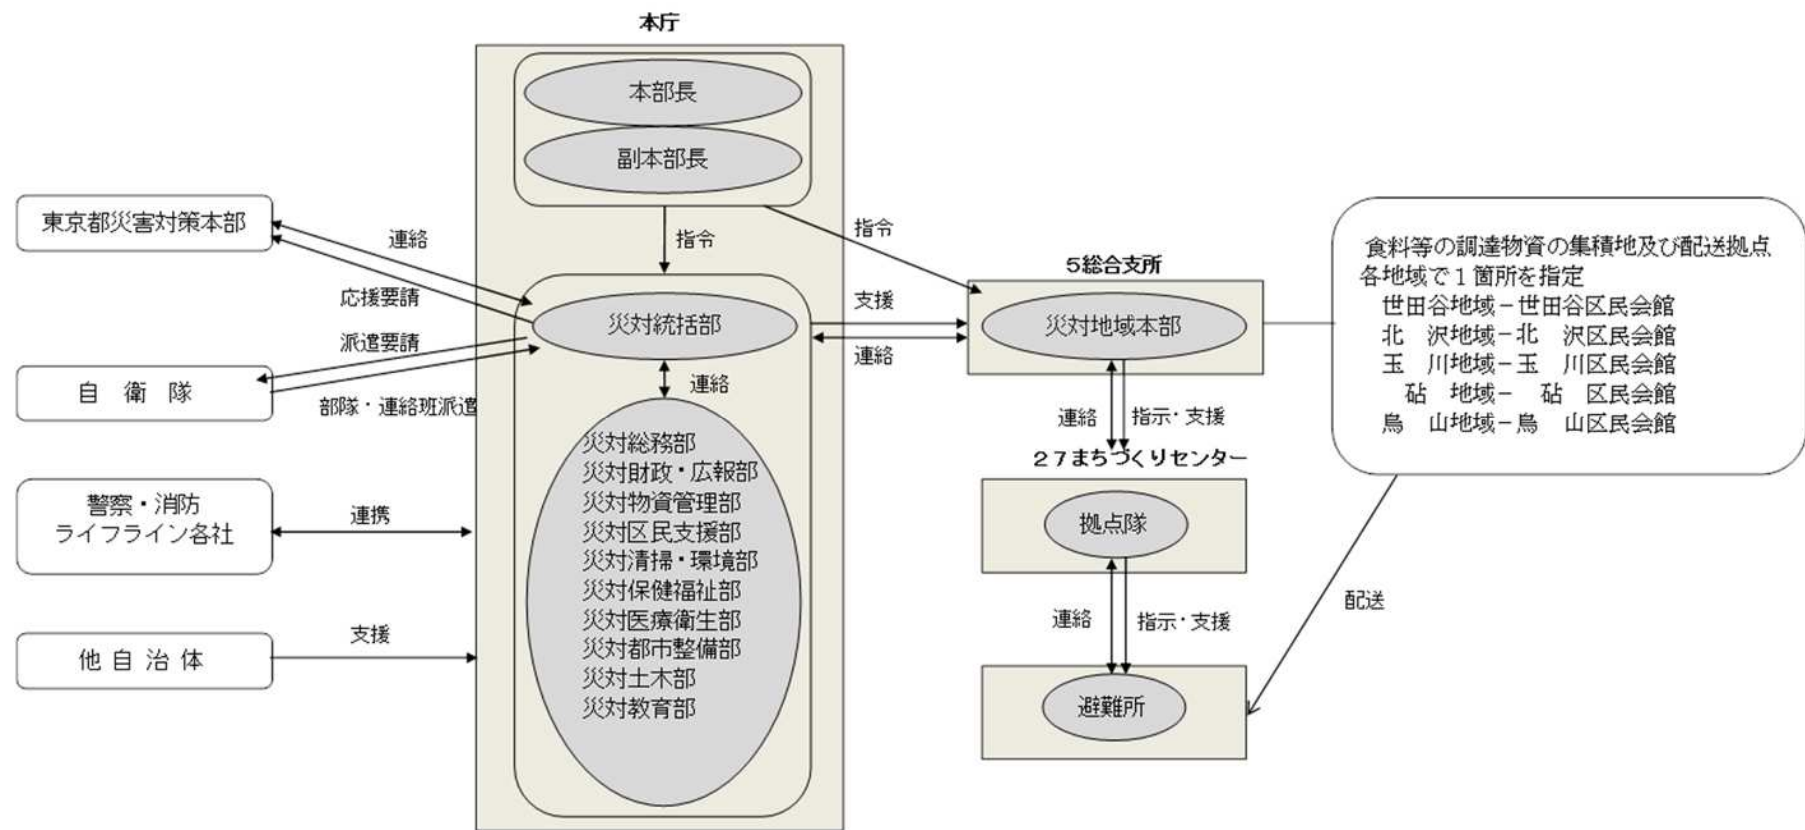 本庁
本部長
副本部長
東京都災害対策本部
連絡
応援要請
派遣要請
自 衛 隊
部隊・連絡班派遣
警察・消防
ライフライン各社
連携
他 自 治 体
支援
指令
指令
災対統括部
連絡
災対総務部
災対財政・広報部
災対物資管理部
災対区民支援部
災対清掃・環境部
災対保健福祉部
災対医療衛生部
災対都市整備部
災対土木部
災対教育部
支援
連絡
5総合支所
災対地域本部
連絡
指示・支援
27まちづくりセンター
拠点隊
連絡
指示・支援
避難所
食料等の調達物資の集積地及び配送拠点
各地域で1箇所を指定
世田谷地域-世田谷区民会館
北 沢地域-北 沢区民会館
玉 川地域-玉 川区民会館
砧 地域- 砧 区民会館
烏 山地域-烏 山区民会館
配送